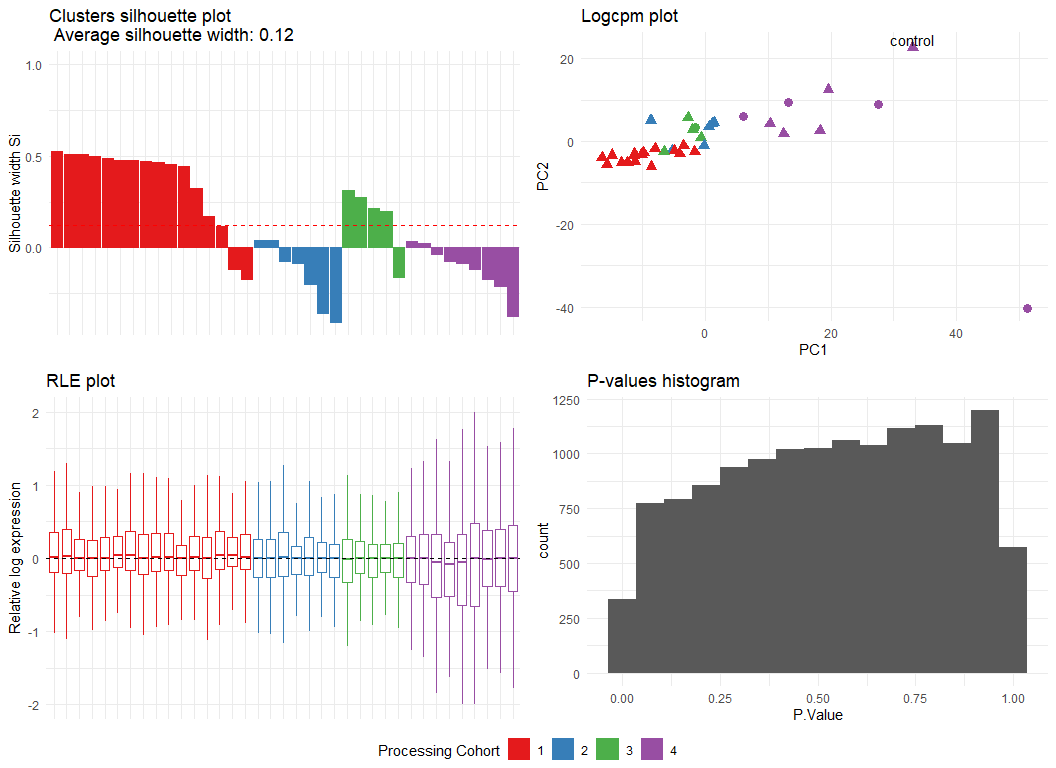 Clusters silhouette plot
Average silhouette width: 0.12
1.0
0.5
0.0
Silhouette width Si
Logcpm plot
control
20
0
-20
-40
PC2
0
20
40
PC1
RLE plot
2
1
0
-1
-2
Relative log expression
P-values histogram
1250
1000
750
500
250
0
count
0.00
0.25
0.50
0.75
1.00
P.Value
Processing Cohort 1 2 3 4